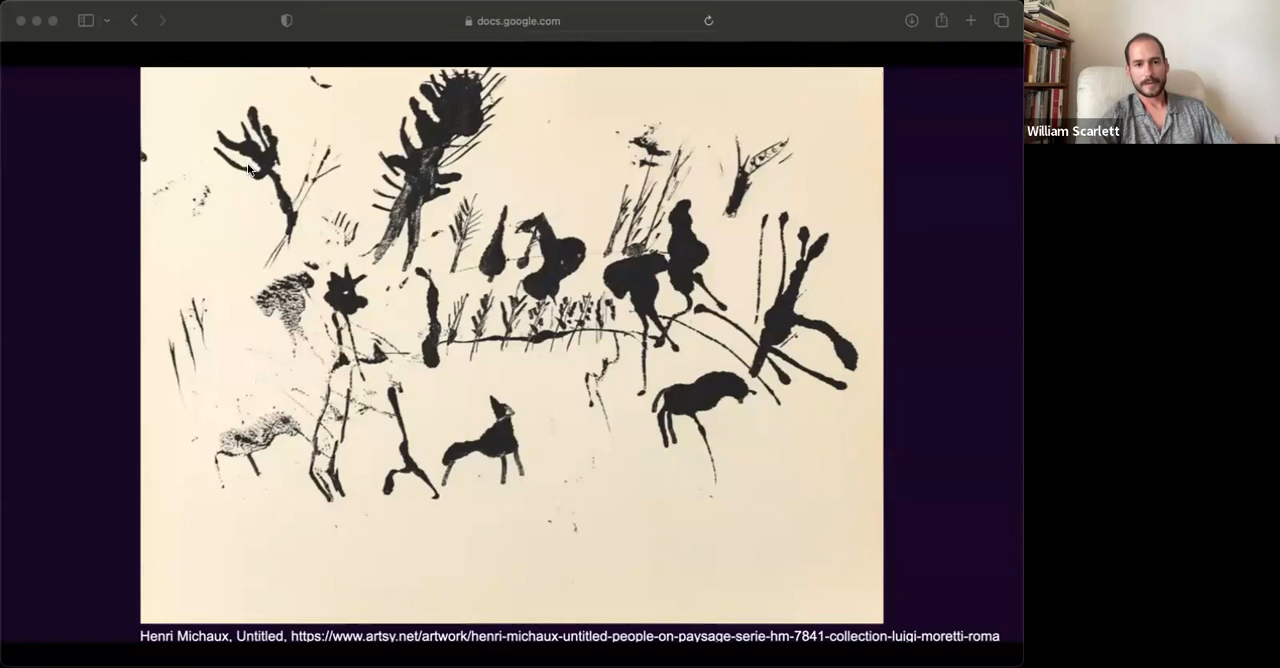 docs.google.com
William Scarlett
Henri Michaux, Untitled, https://www.artsy.net/artwork/henri-michaux-untitled-people-on-paysage-serie-hm-7841-collection-luigi-moretti-roma